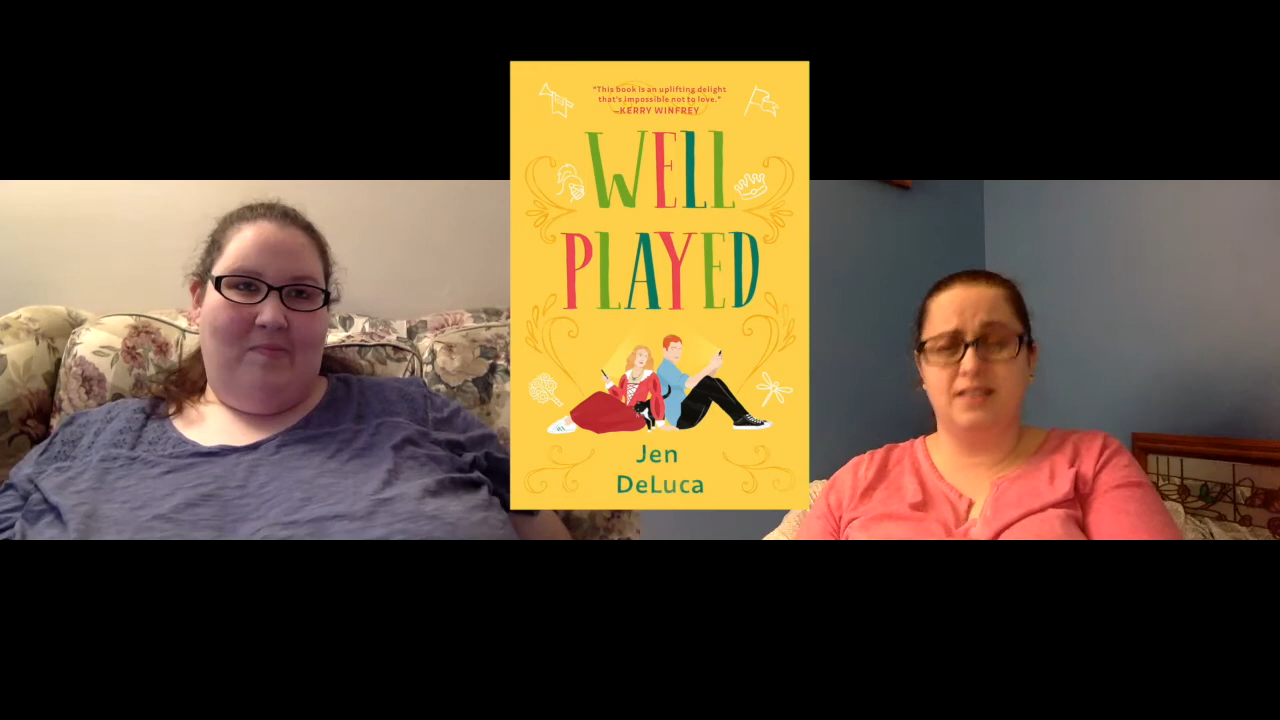 "This book is an uplifting delight
that's impossible not to love."
—KERRY WINFREY
WELL
PLAYED
Jen
DeLuca